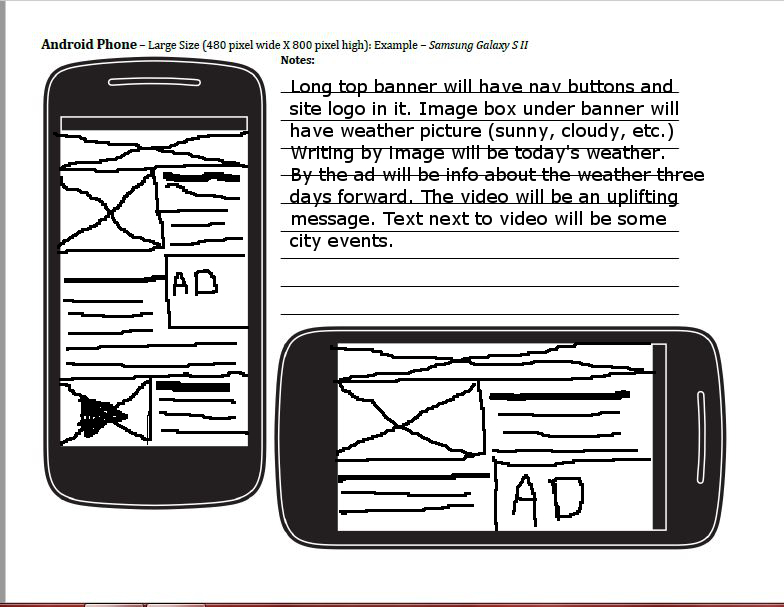 Android Phone – Large Size (480 pixel wide X 800 pixel high): Example – Samsung Galaxy S II
Notes:
Long top banner will have nav buttons and
site logo in it. Image box under banner will
have weather picture (sunny, cloudy, etc.)
Writing by image will be today's weather.
By the ad will be info about the weather three
days forward. The video will be an uplifting
message. Text next to video will be some
city events.
AD
AD